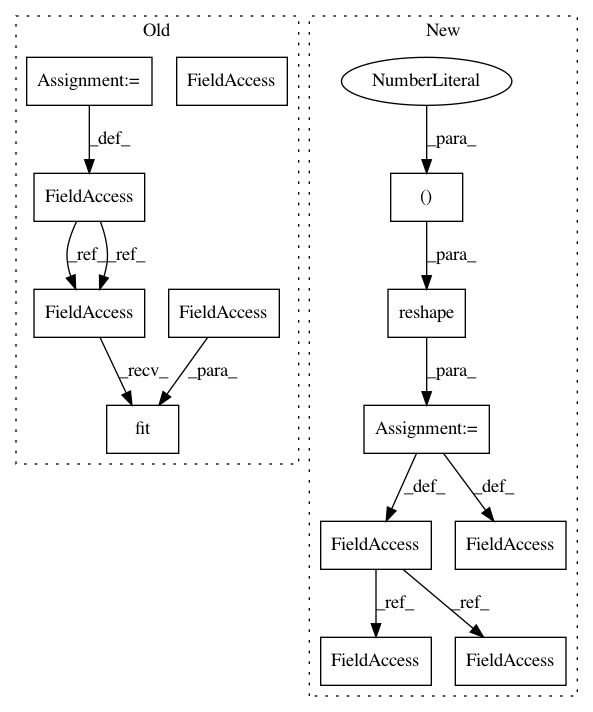 Old
New
Assignment:=
FieldAccess
NumberLiteral
_def_
_para_
FieldAccess
()
_ref_
_ref_
_para_
FieldAccess
FieldAccess
reshape
_recv_
_para_
_para_
fit
Assignment:=
_def_
_def_
FieldAccess
FieldAccess
_ref_
_ref_
FieldAccess
FieldAccess